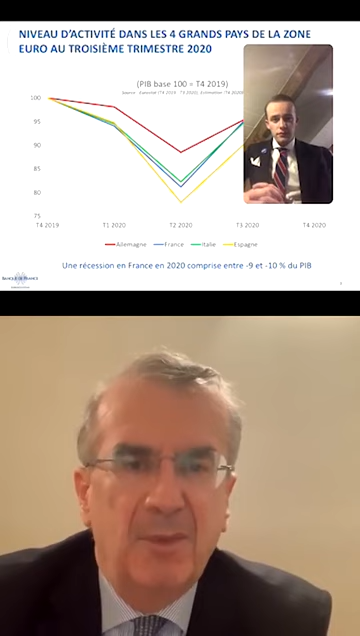 NIVEAU D'ACTIVITÉ DANS LES 4 GRANDS PAYS DE LA ZONE
EURO AU TROISIÈME TRIMESTRE 2020
(PIB base 100 = T4 2019)
100
95
90
85
80
75
T4 2019
T1 2020
T2 2020
T3 2020
T4 2020
Allemagne
France
Italie
Espagne
Une récession en France en 2020 comprise entre -9 et -10 % du PIB
BANQUE DE FRANCE